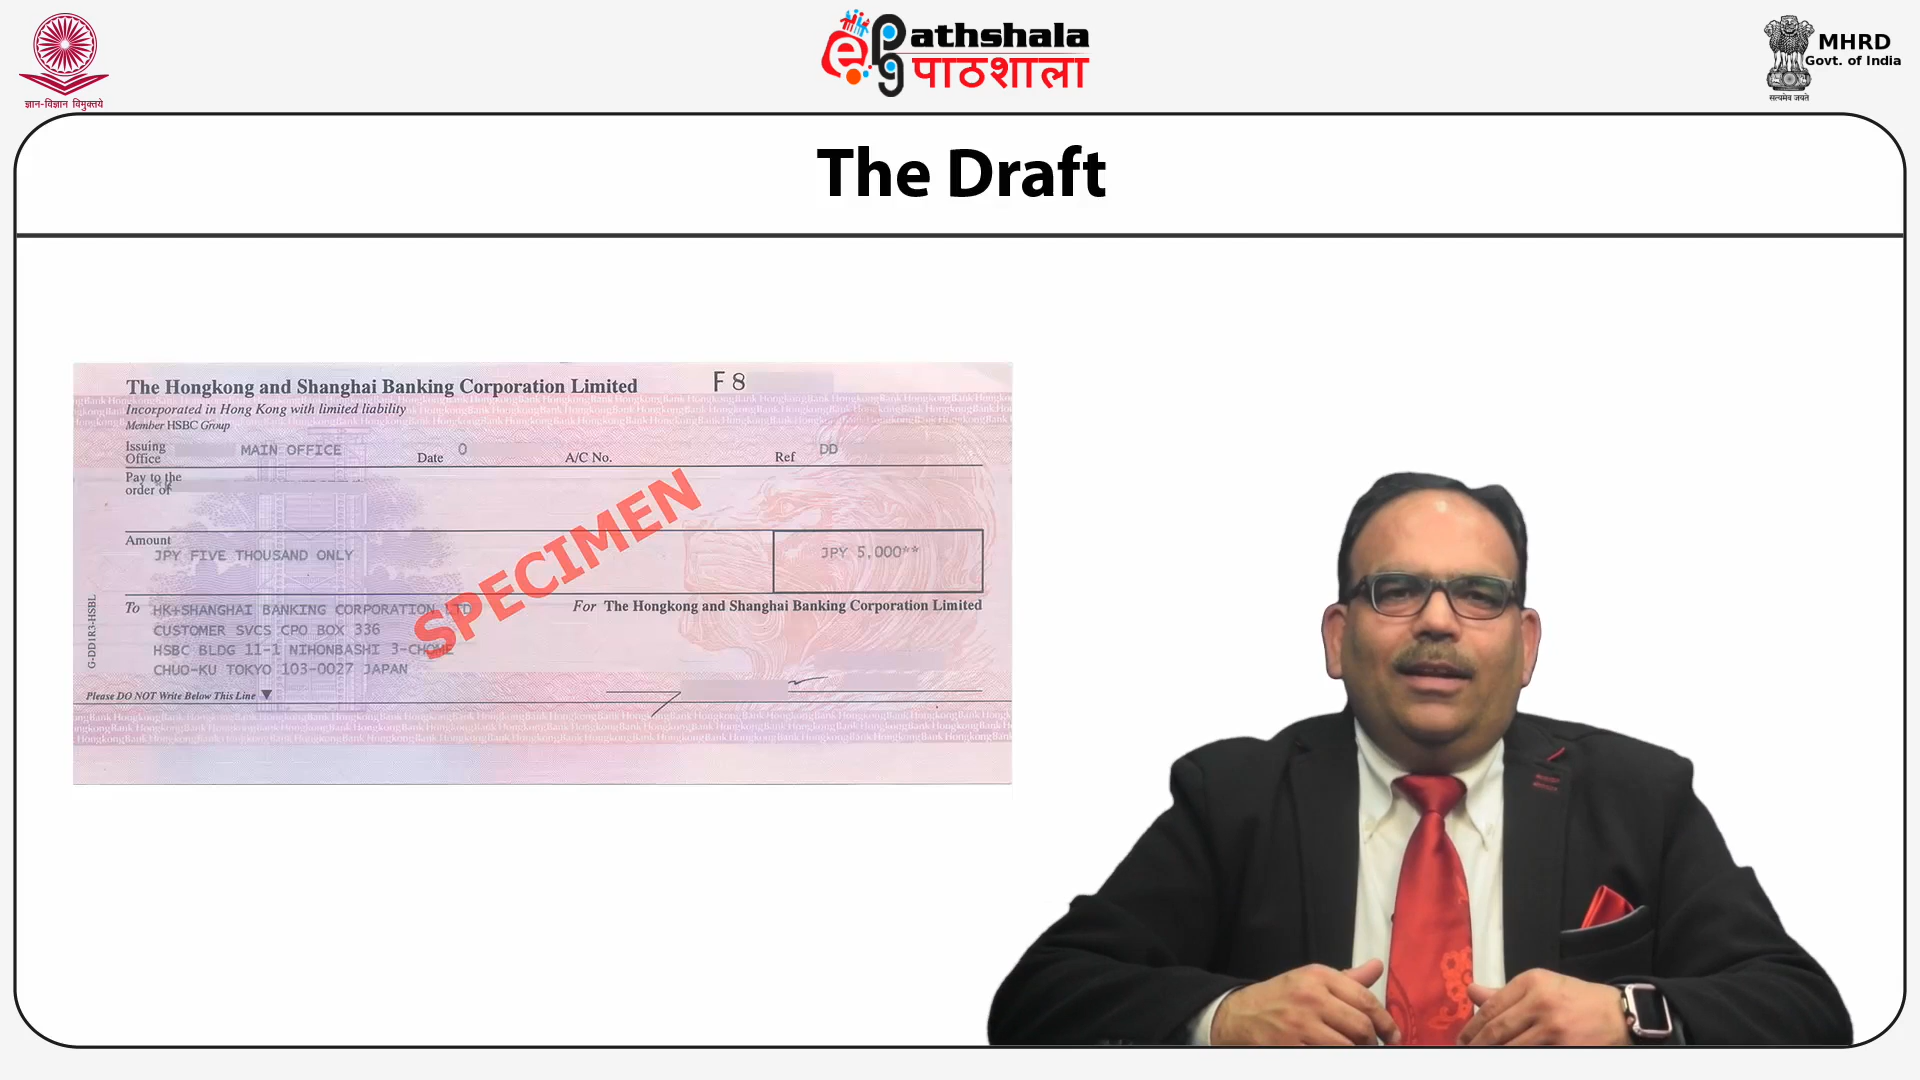 ज्ञान-विज्ञान विमुक्तये
e pg Pathshala
पाठशाला
MHRD
Govt. of India
सत्यमेव जयते
The Draft
The Hongkong and Shanghai Banking Corporation Limited
F 8
Incorporated in Hong Kong with limited liability
Member HSBC Group
Issuing Office
MAIN OFFICE
Date 0
A/C No.
Ref DD
Pay to the
order of
Amount
JPY FIVE THOUSAND ONLY
JPY 5,000**
To HK+SHANGHAI BANKING CORPORATION LTD
CUSTOMER SVCS CPO BOX 336
HSBC BLDG 11-1 NIHONBASHI 3-CHOME
CHUO-KU TOKYO 103-0027 JAPAN
For The Hongkong and Shanghai Banking Corporation Limited
SPECIMEN
G-DD1R3-HSBL
Please DO NOT Write Below This Line ▼